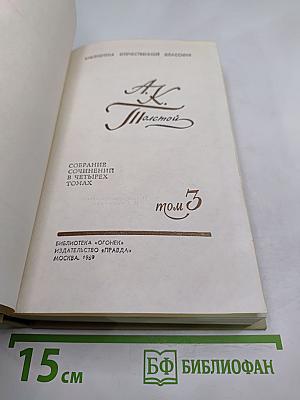 БИБЛИОТЕКА ОТЕЧЕСТВЕННОЙ КЛАССИКИ
А.К.
Толстой
СОБРАНИЕ
СОЧИНЕНИЙ
В ЧЕТЫРЕХ
ТОМАХ
том 3
БИБЛИОТЕКА «ОГОНЕК»
ИЗДАТЕЛЬСТВО «ПРАВДА»
МОСКВА. 1969
15 см
БФ БИБЛИОФАН